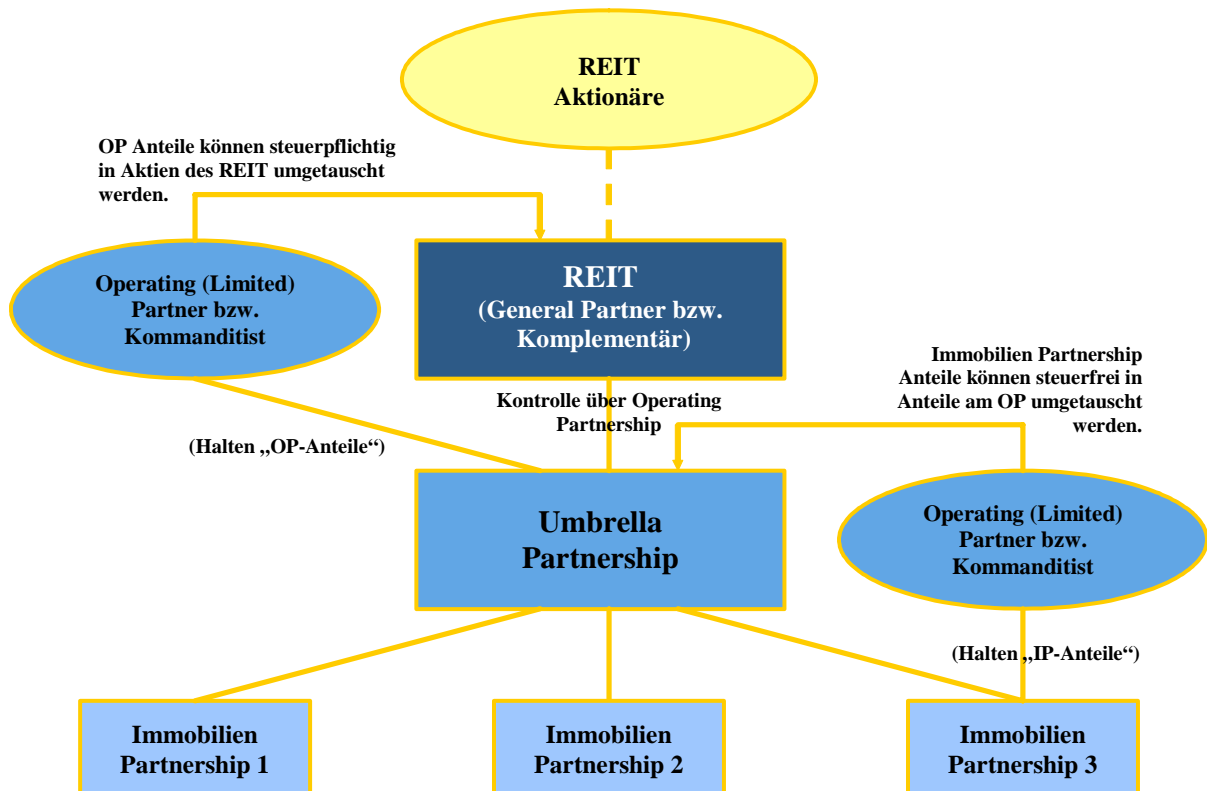 REIT
Aktionäre
OP Anteile können steuerpflichtig
in Aktien des REIT umgetauscht
werden.
Operating (Limited)
Partner bzw.
Kommanditist
REIT
(General Partner bzw.
Komplementär)
Immobilien Partnership
Anteile können steuerfrei in
Anteile am OP umgetauscht
werden.
Kontrolle über Operating
Partnership
(Halten „OP-Anteile“)
Umbrella
Partnership
Operating (Limited)
Partner bzw.
Kommanditist
(Halten „IP-Anteile“)
Immobilien
Partnership 1
Immobilien
Partnership 2
Immobilien
Partnership 3